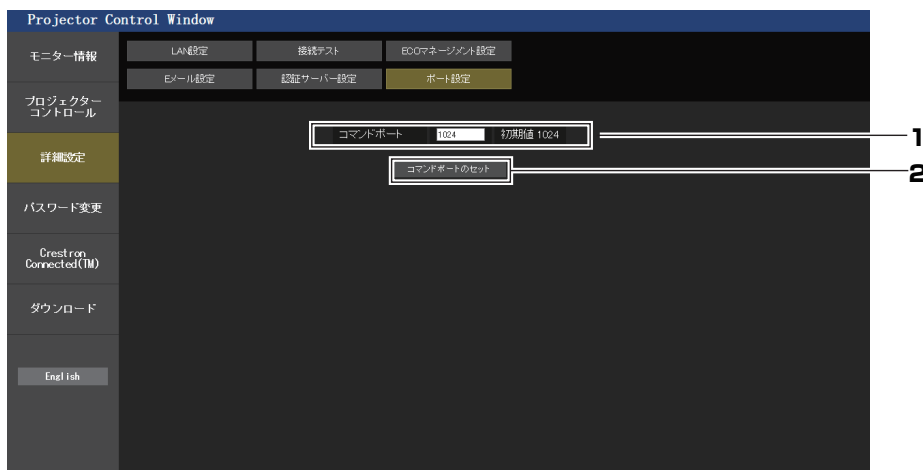 Projector Control Window
モニター情報
プロジェクター
コントロール
詳細設定
パスワード変更
Crestron
Connected(TM)
ダウンロード
English
LAN設定
接続テスト
ECOマネージメント設定
Eメール設定
認証サーバー設定
ポート設定
コマンドポート 1024 初期値 1024
コマンドポートのセット
1
2